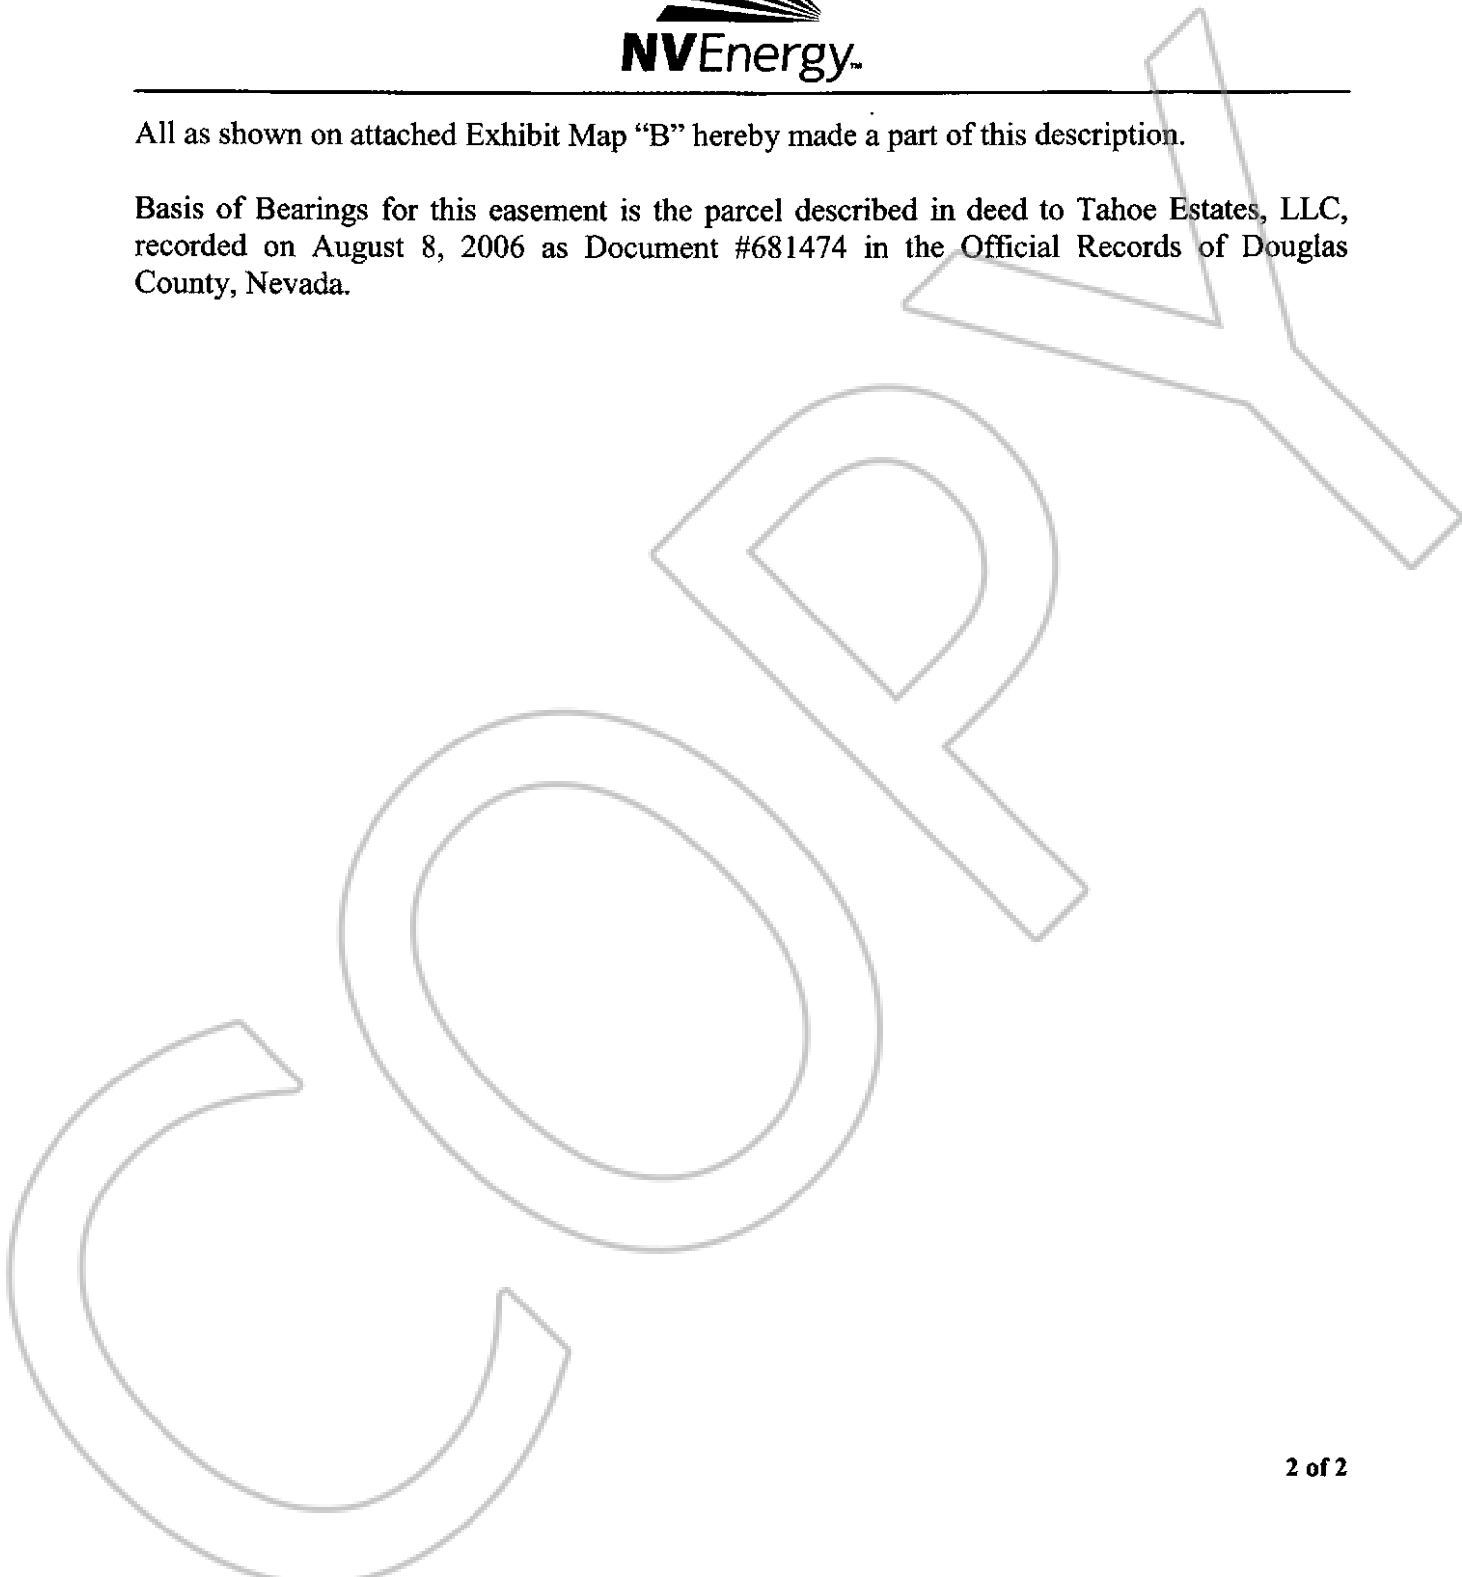 NVEnergy™
All as shown on attached Exhibit Map “B” hereby made a part of this description.
Basis of Bearings for this easement is the parcel described in deed to Tahoe Estates, LLC,
recorded on August 8, 2006 as Document #681474 in the Official Records of Douglas
County, Nevada.
COPY
2 of 2